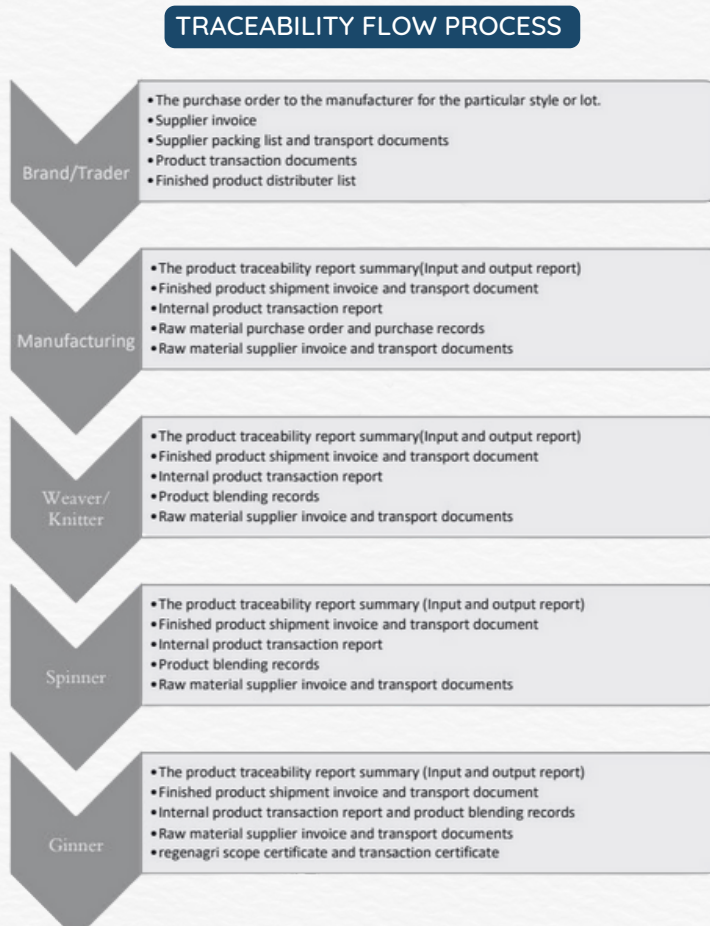 TRACEABILITY FLOW PROCESS
Brand/Trader
•The purchase order to the manufacturer for the particular style or lot.
•Supplier invoice
•Supplier packing list and transport documents
•Product transaction documents
•Finished product distributer list
Manufacturing
•The product traceability report summary(Input and output report)
•Finished product shipment invoice and transport document
•Internal product transaction report
•Raw material purchase order and purchase records
•Raw material supplier invoice and transport documents
Weaver/
Knitter
•The product traceability report summary(Input and output report)
•Finished product shipment invoice and transport document
•Internal product transaction report
•Product blending records
•Raw material supplier invoice and transport documents
Spinner
•The product traceability report summary (Input and output report)
•Finished product shipment invoice and transport document
•Internal product transaction report
•Product blending records
•Raw material supplier invoice and transport documents
Ginner
•The product traceability report summary (Input and output report)
•Finished product shipment invoice and transport document
•Internal product transaction report and product blending records
•Raw material supplier invoice and transport documents
•regenagri scope certificate and transaction certificate